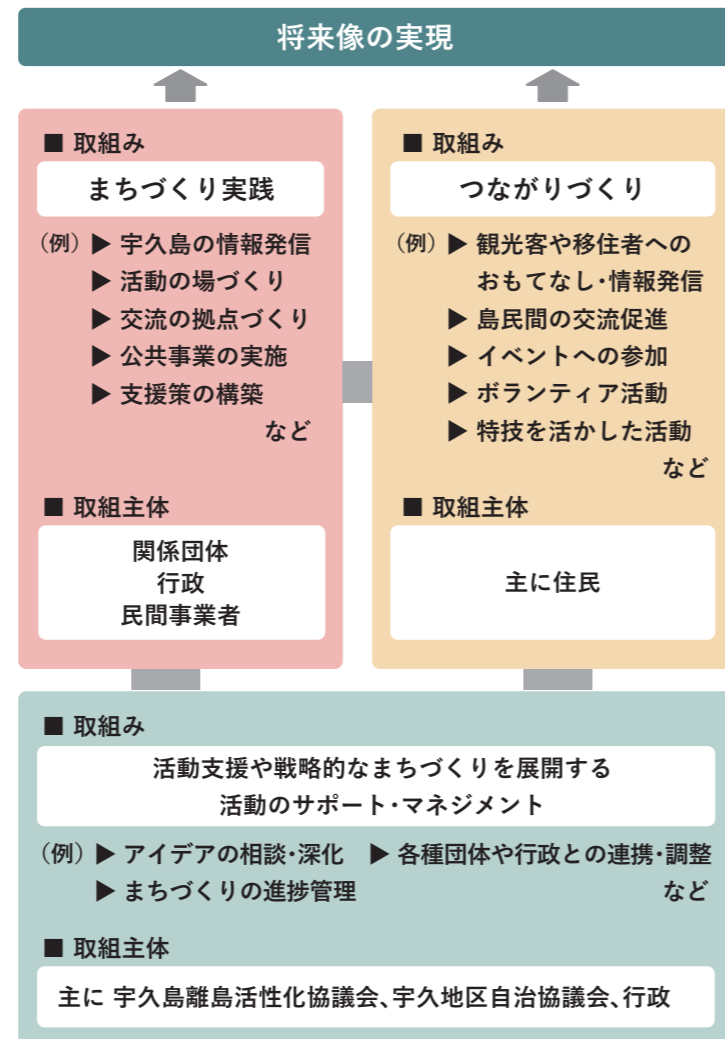 将来像の実現
■ 取組み
まちづくり実践
（例）▶ 宇久島の情報発信
▶ 活動の場づくり
▶ 交流の拠点づくり
▶ 公共事業の実施
▶ 支援策の構築
など
■ 取組主体
関係団体
行政
民間事業者
■ 取組み
つながりづくり
（例）▶ 観光客や移住者への
おもてなし・情報発信
▶ 島民間の交流促進
▶ イベントへの参加
▶ ボランティア活動
▶ 特技を活かした活動
など
■ 取組主体
主に住民
■ 取組み
活動支援や戦略的なまちづくりを展開する
活動のサポート・マネジメント
（例）▶ アイデアの相談・深化 ▶ 各種団体や行政との連携・調整
▶ まちづくりの進捗管理 など
■ 取組主体
主に 宇久島離島活性化協議会、宇久地区自治協議会、行政